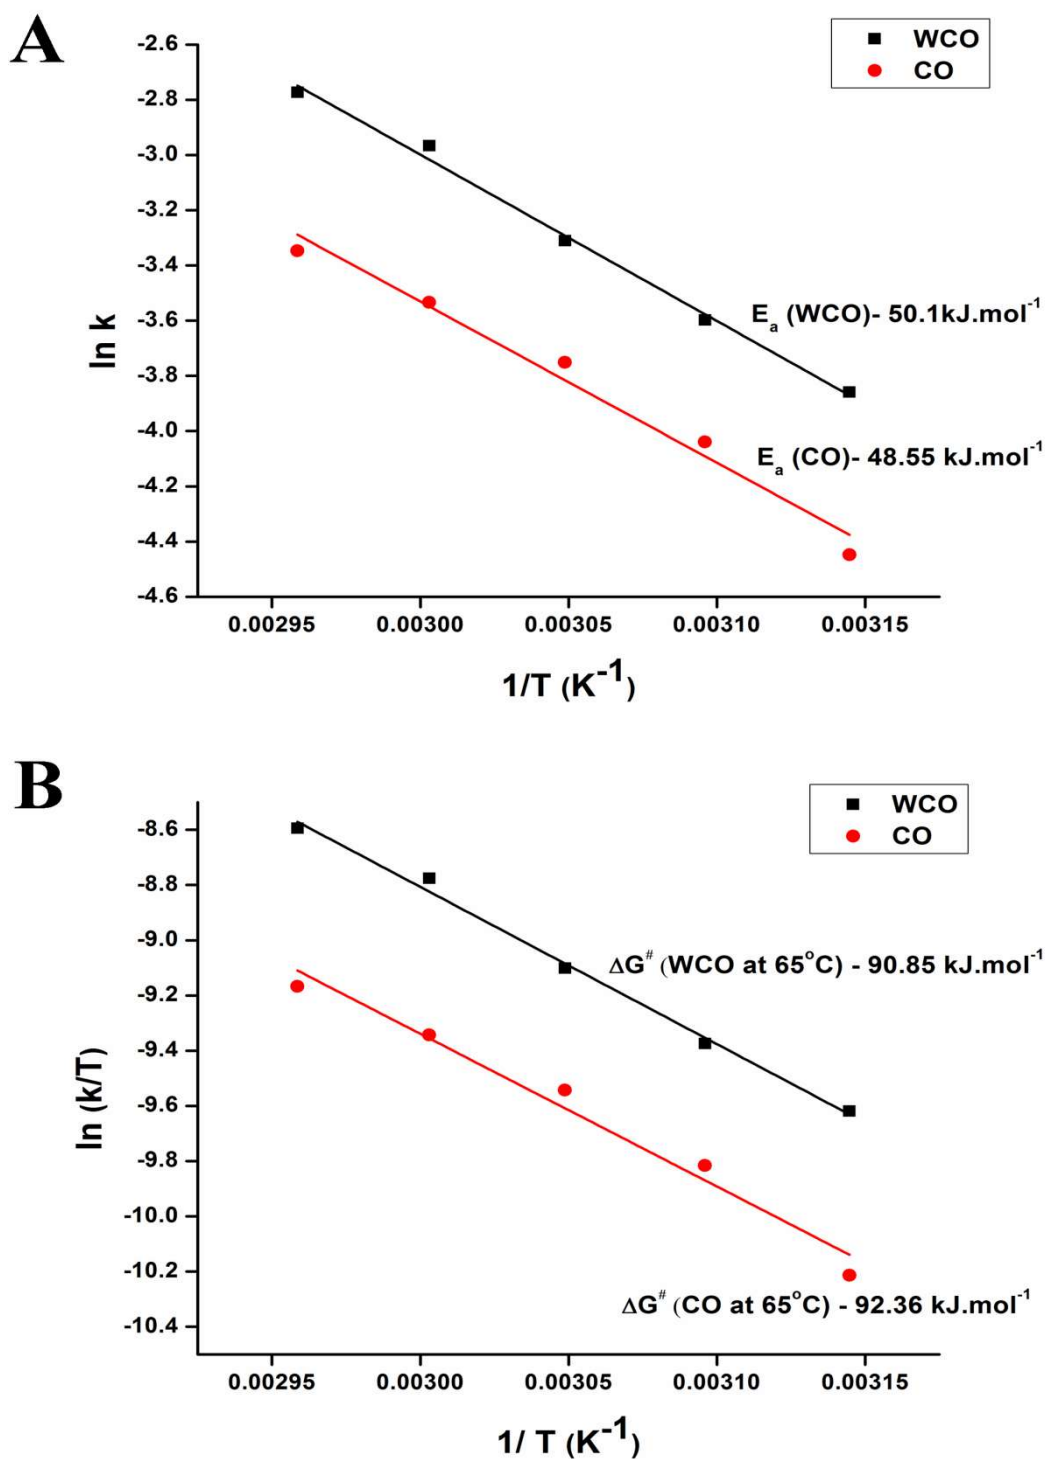 A
WCO
CO
-2.6
-2.8
-3.0
-3.2
-3.4
-3.6
-3.8
-4.0
-4.2
-4.4
-4.6
ln k
Eₐ (WCO)- 50.1kJ.mol⁻¹
Eₐ (CO)- 48.55 kJ.mol⁻¹
0.00295 0.00300 0.00305 0.00310 0.00315
1/T (K⁻¹)
B
WCO
CO
-8.6
-8.8
-9.0
-9.2
-9.4
-9.6
-9.8
-10.0
-10.2
-10.4
ln (k/T)
ΔG^# (WCO at 65°C) - 90.85 kJ.mol⁻¹
ΔG^# (CO at 65°C) - 92.36 kJ.mol⁻¹
0.00295 0.00300 0.00305 0.00310 0.00315
1/ T (K⁻¹)